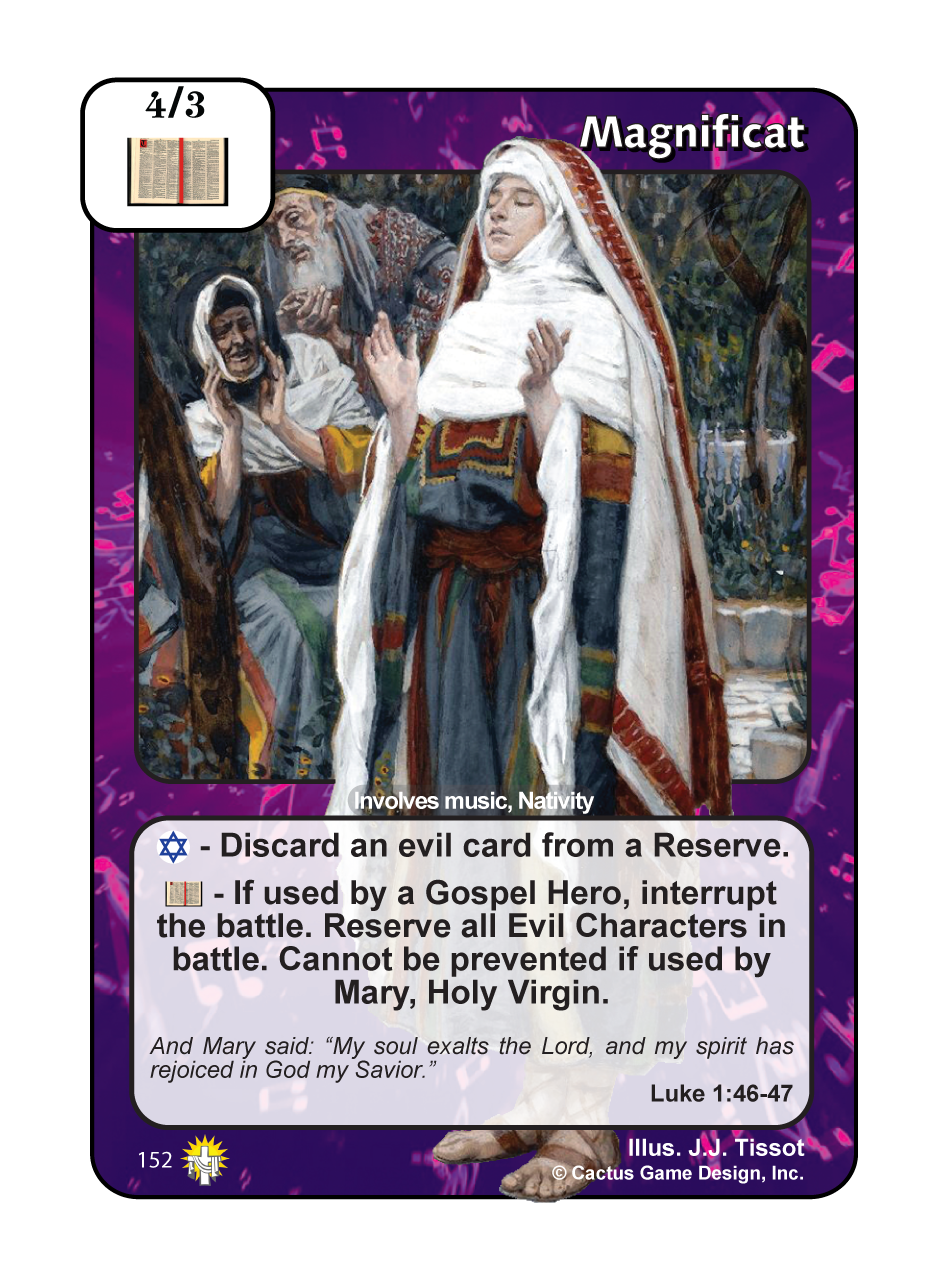 4/3
Magnificat
Involves music, Nativity
- Discard an evil card from a Reserve.
- If used by a Gospel Hero, interrupt
the battle. Reserve all Evil Characters in
battle. Cannot be prevented if used by
Mary, Holy Virgin.
And Mary said: “My soul exalts the Lord, and my spirit has
rejoiced in God my Savior.”
Luke 1:46-47
152
Illus. J.J. Tissot
© Cactus Game Design, Inc.